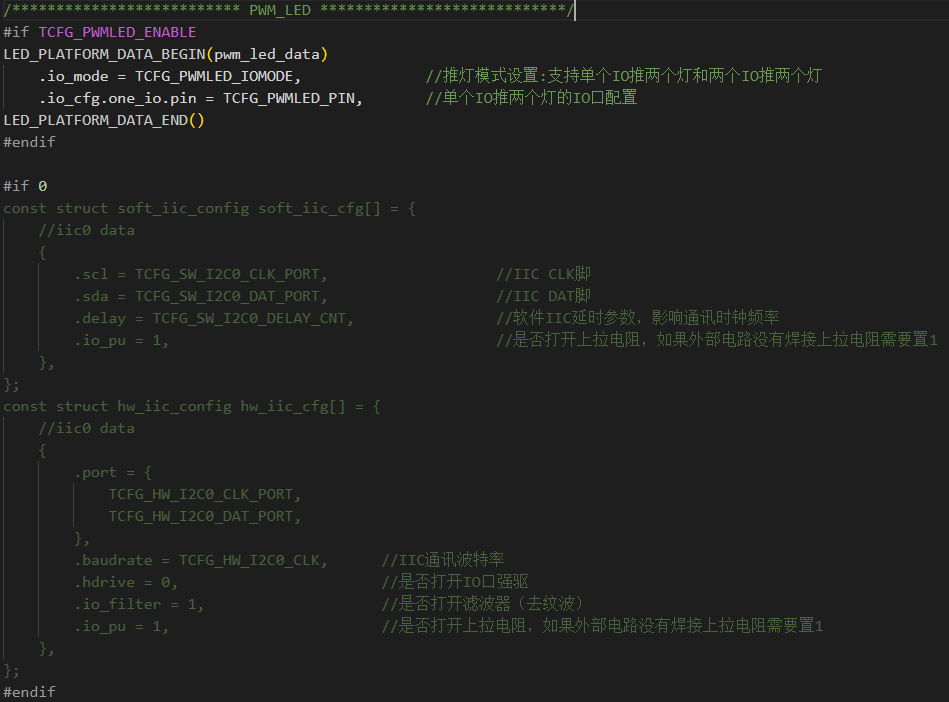 /************************** PWM_LED ****************************/
#if TCFG_PWMLED_ENABLE
LED_PLATFORM_DATA_BEGIN(pwm_led_data)
    .io_mode = TCFG_PWMLED_IOMODE,              //推灯模式设置:支持单个IO推两个灯和两个IO推两个灯
    .io_cfg.one_io.pin = TCFG_PWMLED_PIN,       //单个IO推两个灯的IO口配置
LED_PLATFORM_DATA_END()
#endif

#if 0
const struct soft_iic_config soft_iic_cfg[] = {
    //iic0 data
    {
        .scl = TCFG_SW_I2C0_CLK_PORT,                   //IIC CLK脚
        .sda = TCFG_SW_I2C0_DAT_PORT,                   //IIC DAT脚
        .delay = TCFG_SW_I2C0_DELAY_CNT,                //软件IIC延时参数，影响通讯时钟频率
        .io_pu = 1,                                     //是否打开上拉电阻，如果外部电路没有焊接上拉电阻需要置1
    },
};
const struct hw_iic_config hw_iic_cfg[] = {
    //iic0 data
    {
        .port = {
            TCFG_HW_I2C0_CLK_PORT,
            TCFG_HW_I2C0_DAT_PORT,
        },
        .baudrate = TCFG_HW_I2C0_CLK,      //IIC通讯波特率
        .hdrive = 0,                       //是否打开IO口强驱
        .io_filter = 1,                    //是否打开滤波器（去纹波）
        .io_pu = 1,                        //是否打开上拉电阻，如果外部电路没有焊接上拉电阻需要置1
    },
};
#endif